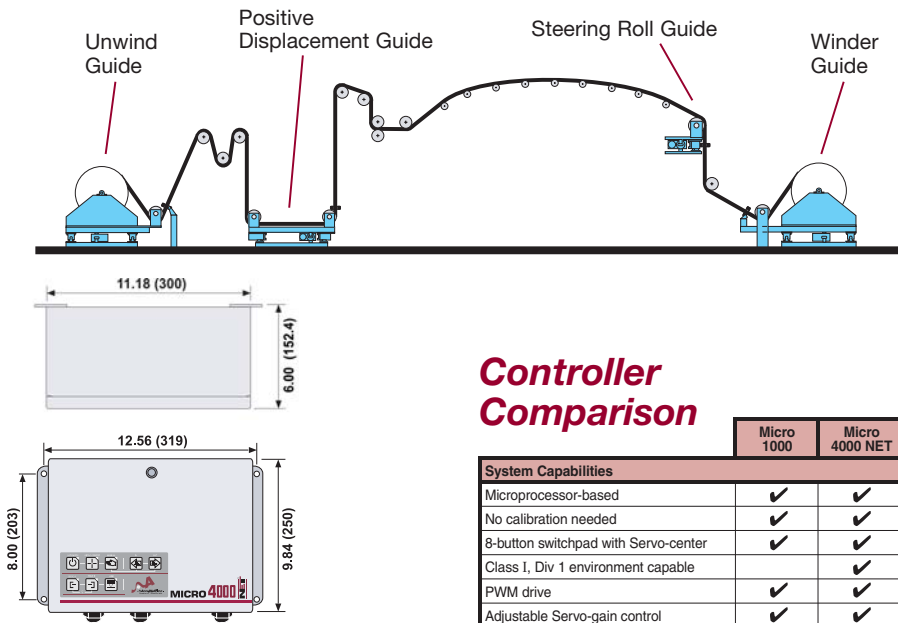 Unwind
Guide
Positive
Displacement Guide
Steering Roll Guide
Winder
Guide
11.18 (300)
6.00 (152.4)
12.56 (319)
8.00 (203)
9.84 (250)
MICRO 4000 NET
Controller
Comparison
Micro
1000
Micro
4000 NET
System Capabilities
Microprocessor-based ✔ ✔
No calibration needed ✔ ✔
8-button switchpad with Servo-center ✔ ✔
Class I, Div 1 environment capable ✔
PWM drive ✔ ✔
Adjustable Servo-gain control ✔ ✔